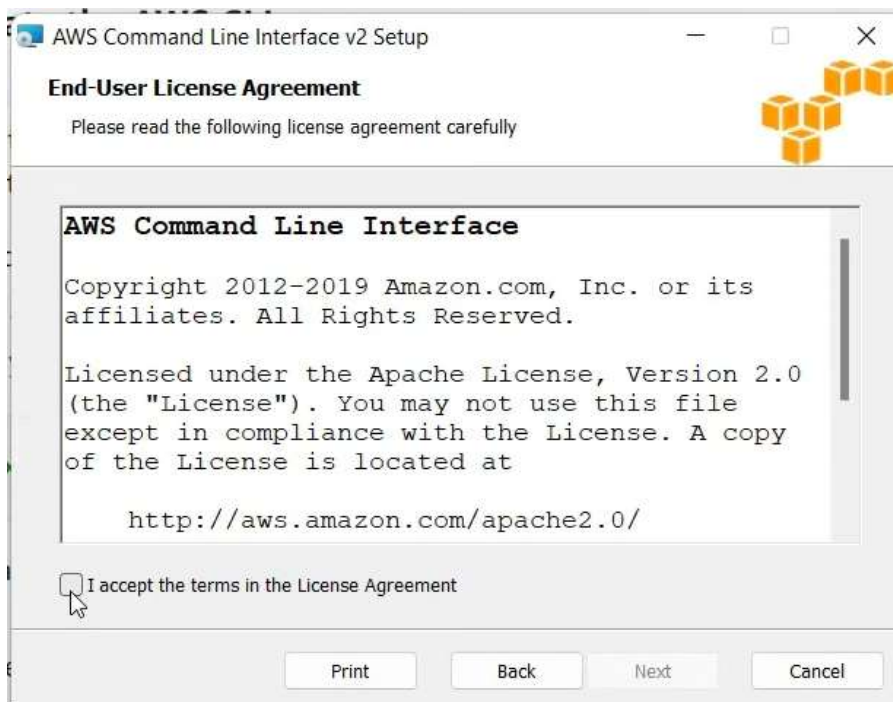 AWS Command Line Interface v2 Setup
End-User License Agreement
Please read the following license agreement carefully
AWS Command Line Interface
Copyright 2012-2019 Amazon.com, Inc. or its
affiliates. All Rights Reserved.
Licensed under the Apache License, Version 2.0
(the "License"). You may not use this file
except in compliance with the License. A copy
of the License is located at
http://aws.amazon.com/apache2.0/
I accept the terms in the License Agreement
Print Back Next Cancel